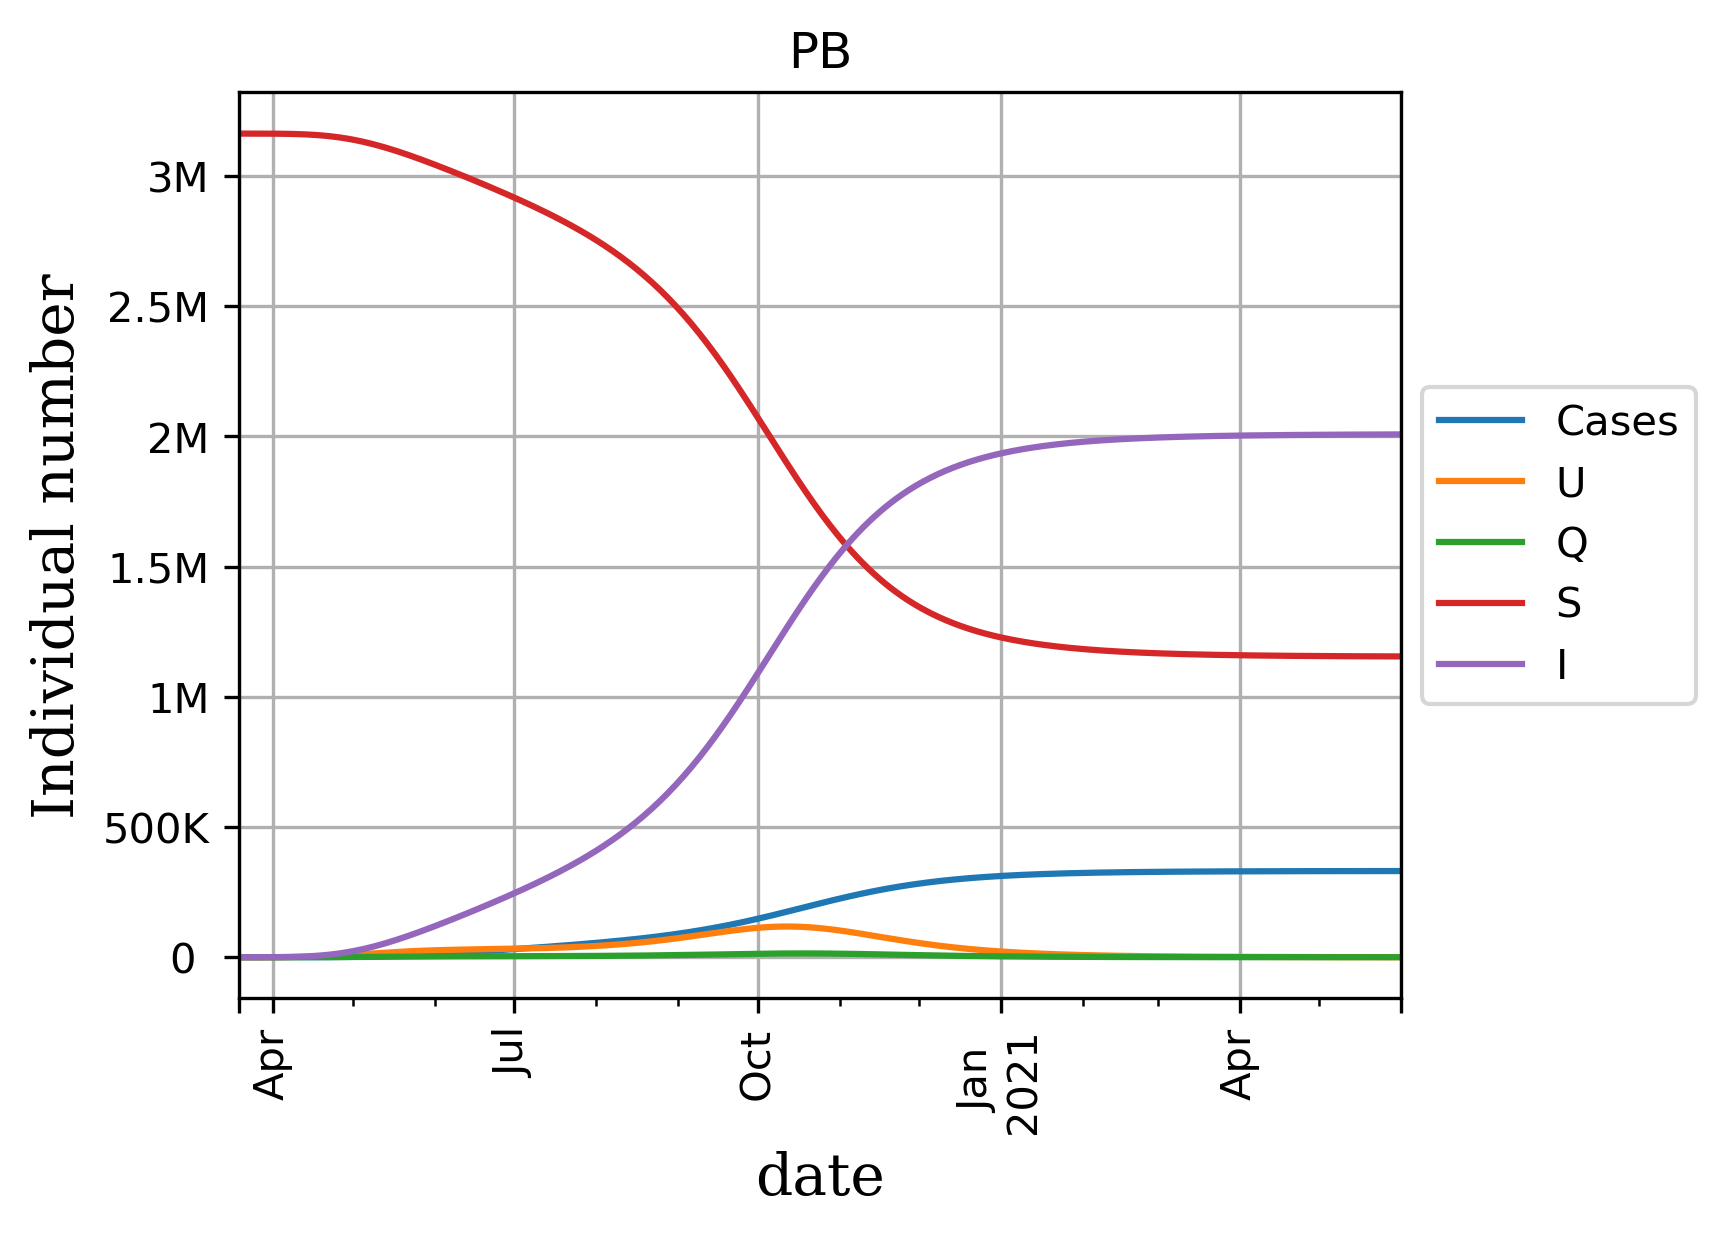 PB
Individual number
3M
2.5M
2M
1.5M
1M
500K
0
Apr
Jul
Oct
Jan
2021
Apr
date
Cases
U
Q
S
I